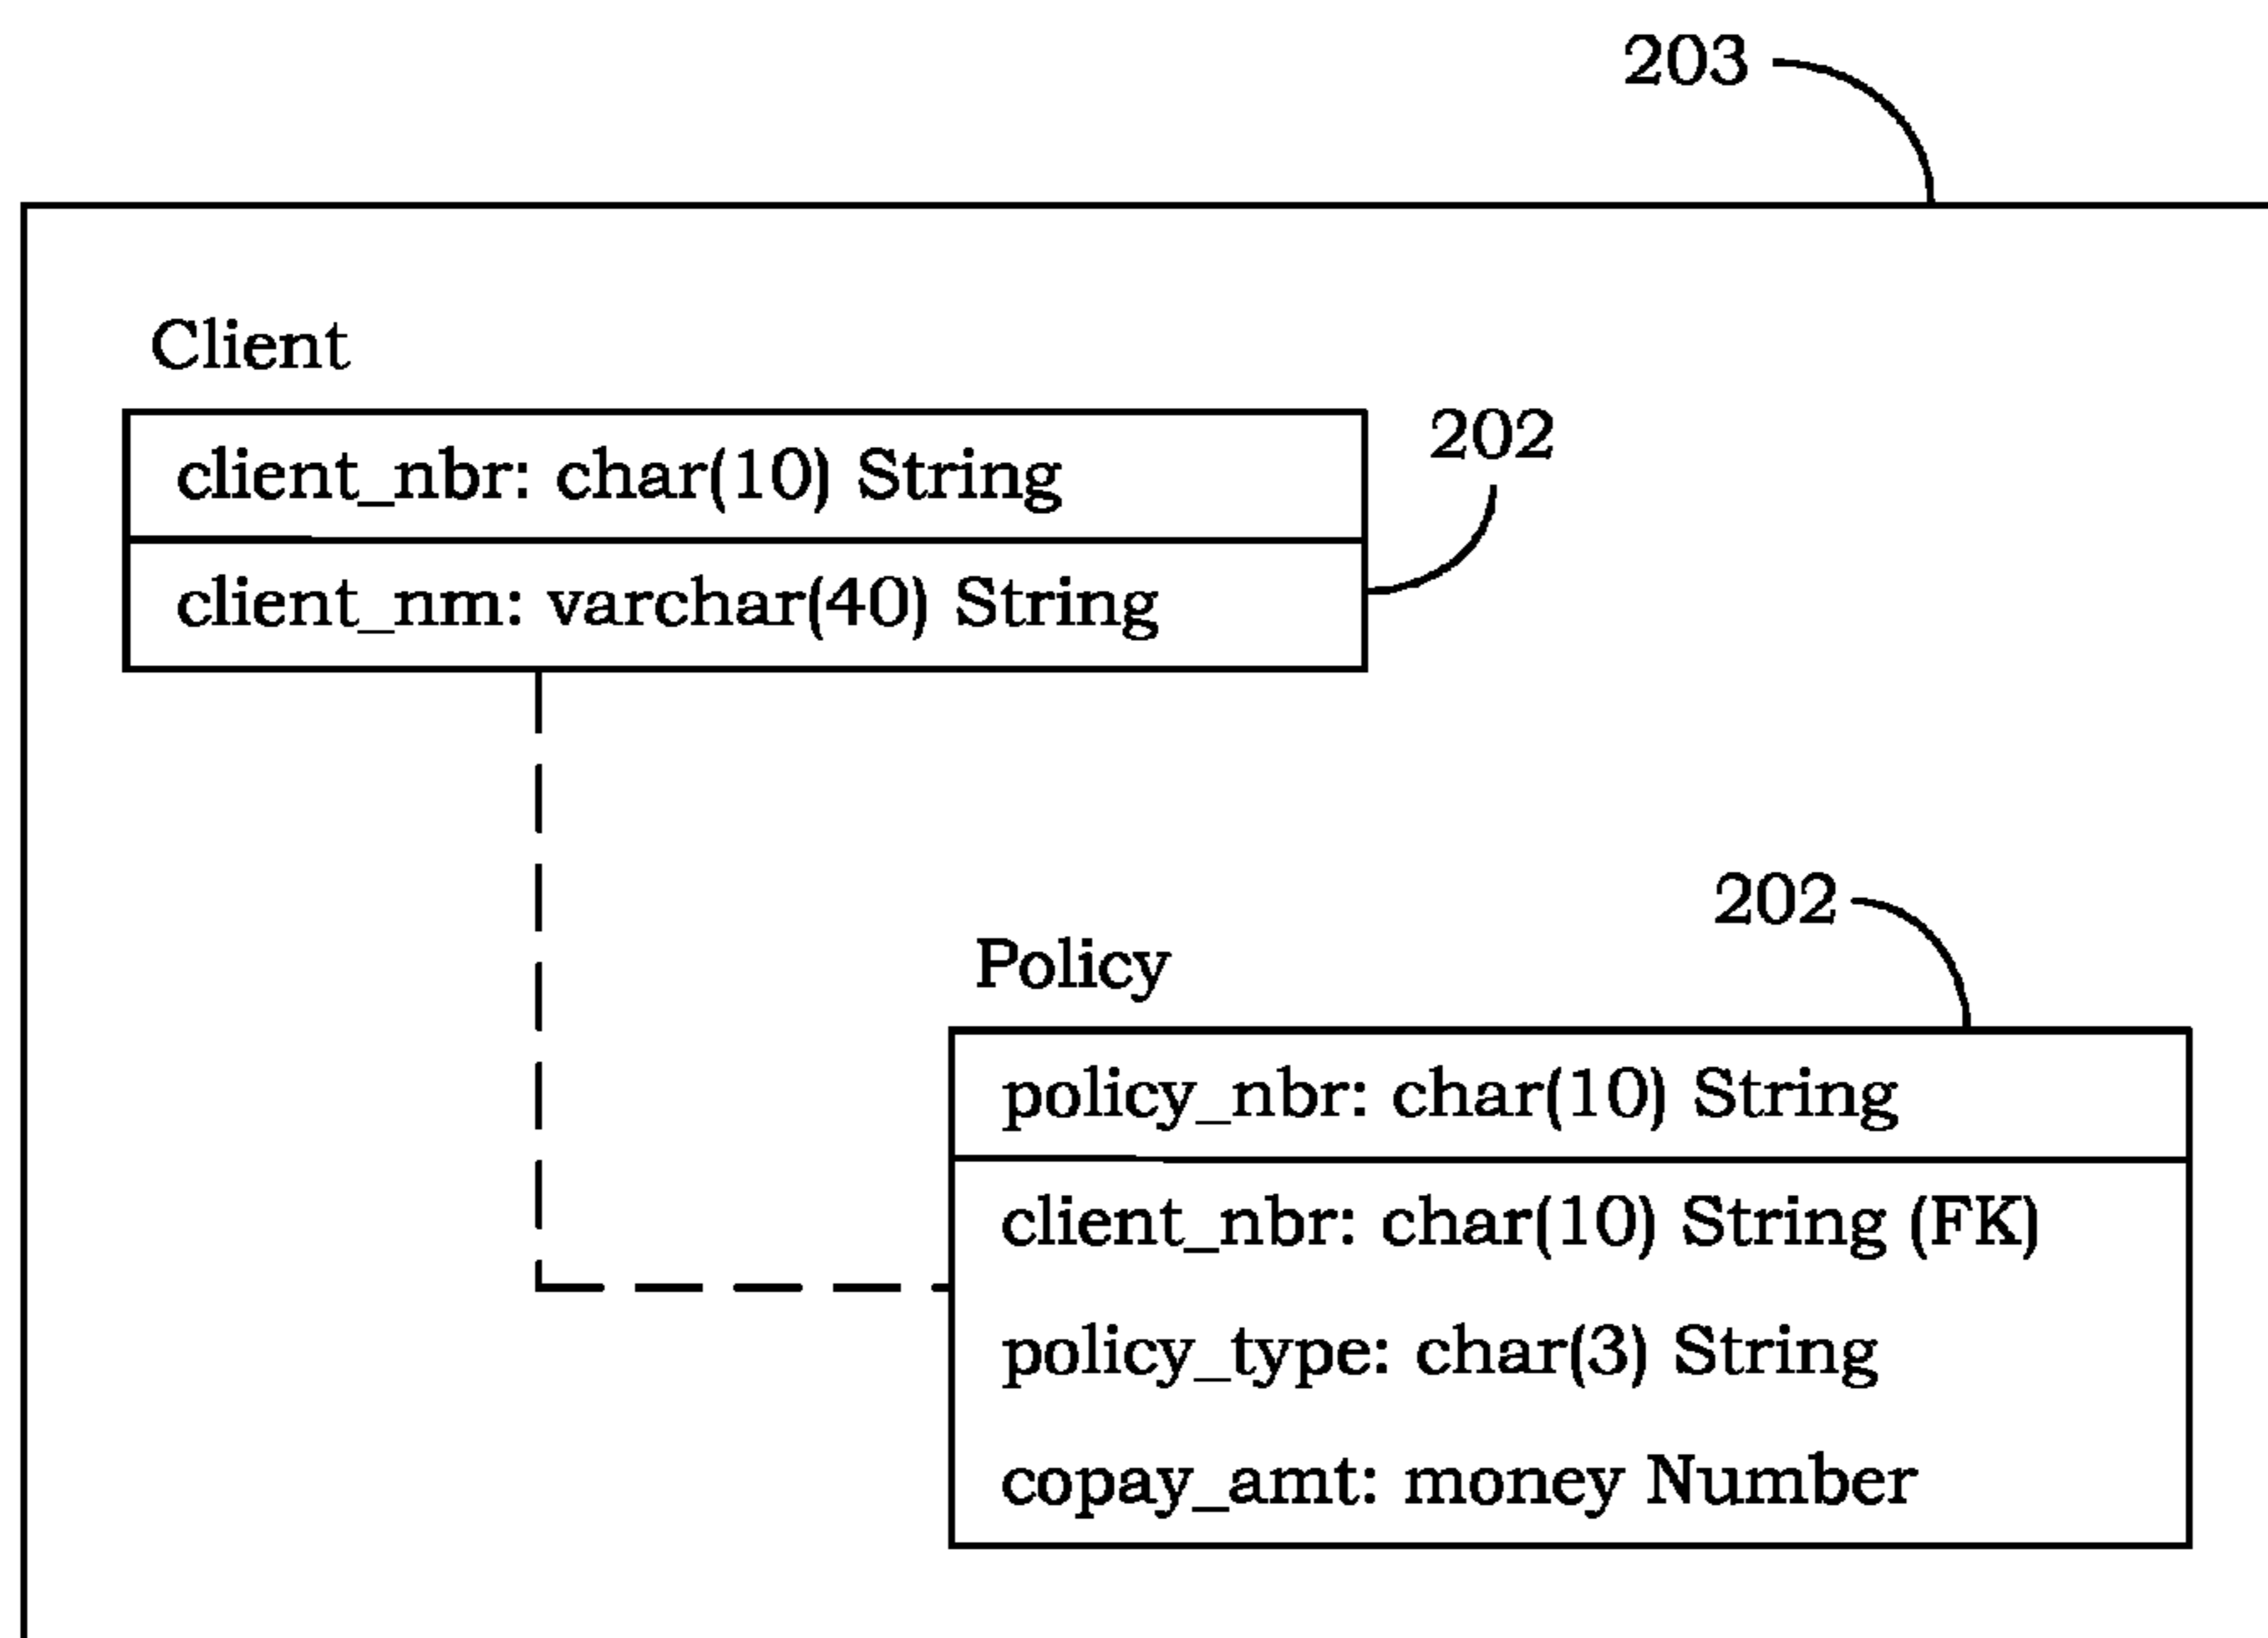 203
Client
client_nbr: char(10) String
202
client_nm: varchar(40) String
202
Policy
policy_nbr: char(10) String
client_nbr: char(10) String (FK)
policy_type: char(3) String
copay_amt: money Number